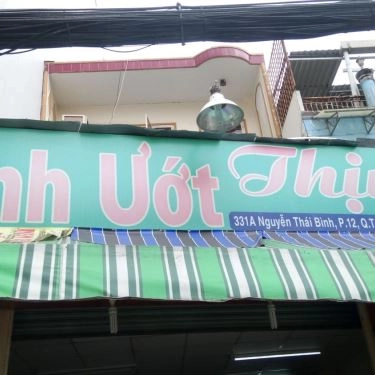 nh Ướt Thị
331A Nguyễn Thái Bình, P.12, Q.T